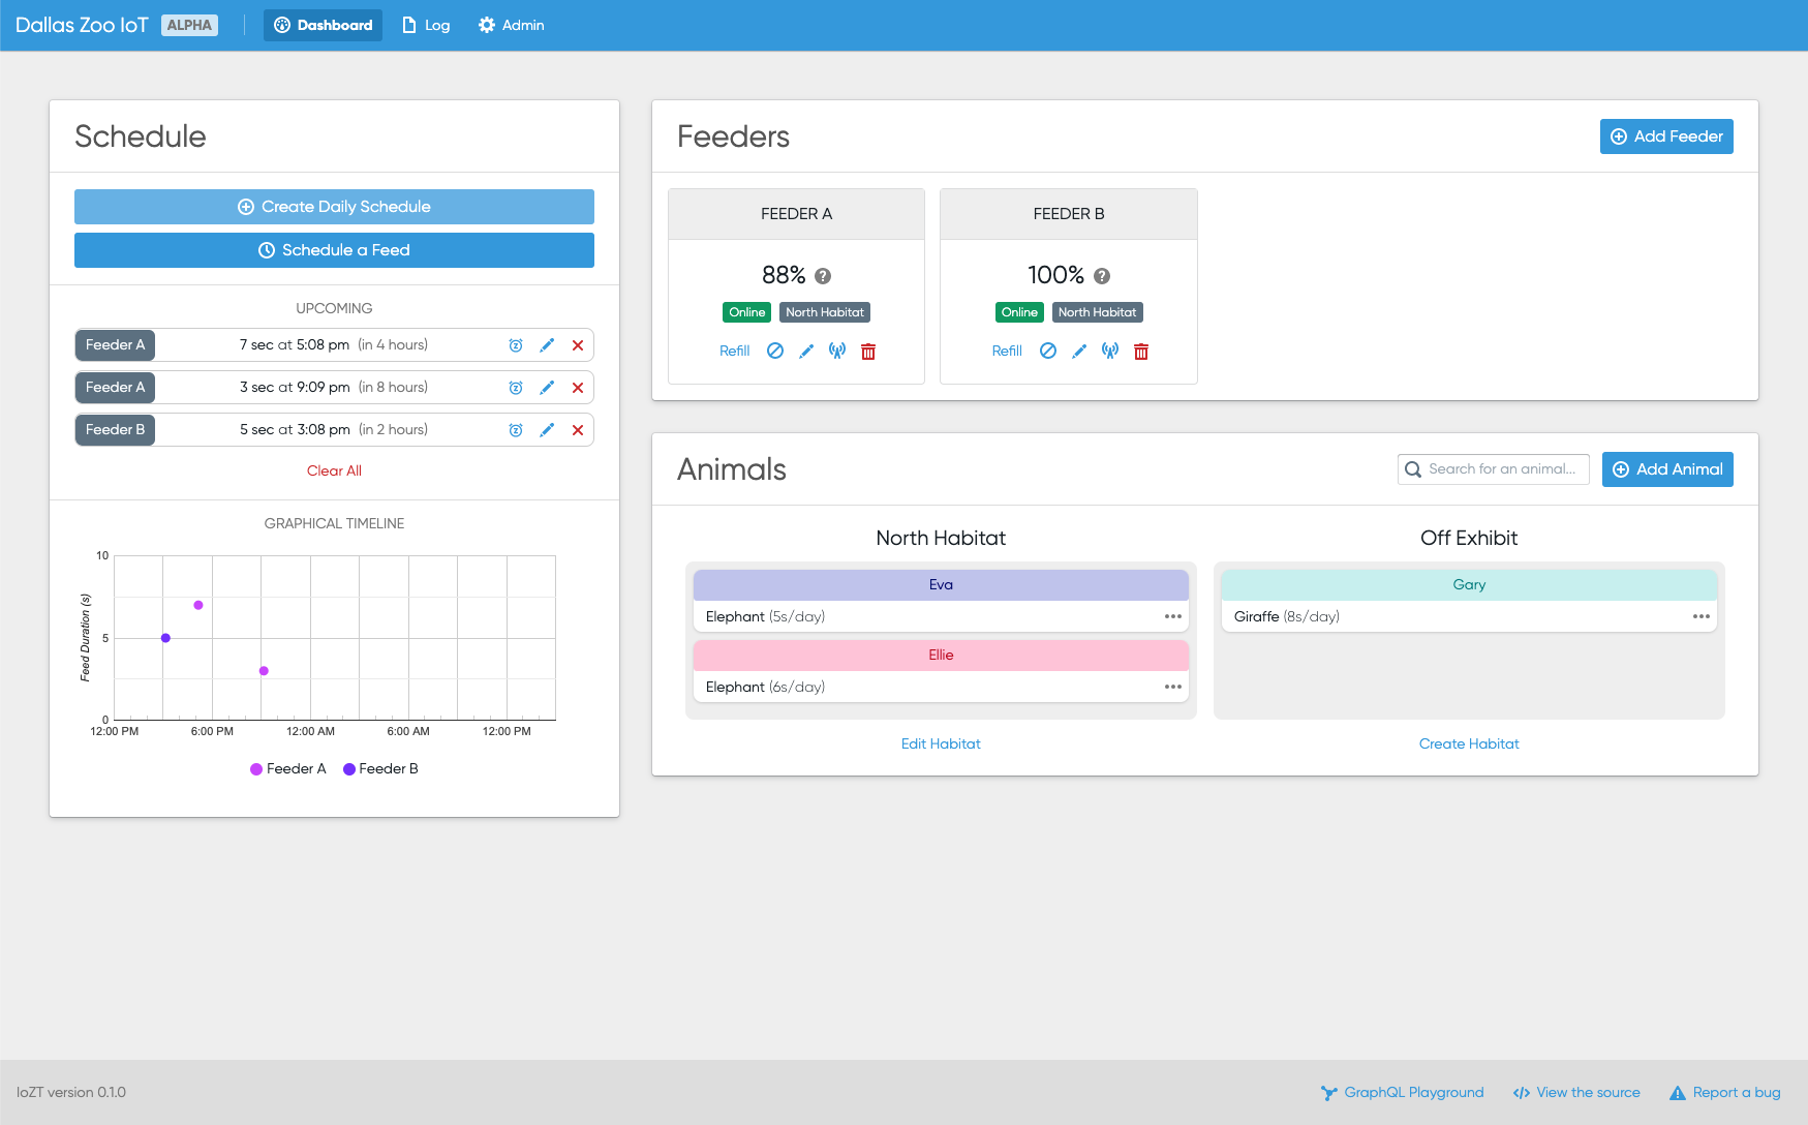 Dallas Zoo IoT ALPHA Dashboard Log Admin
Schedule
Create Daily Schedule
Schedule a Feed
UPCOMING
Feeder A 7 sec at 5:08 pm (in 4 hours)
Feeder A 3 sec at 9:09 pm (in 8 hours)
Feeder B 5 sec at 3:08 pm (in 2 hours)
Clear All
GRAPHICAL TIMELINE
Feed Duration (s)
10
5
0
12:00 PM 6:00 PM 12:00 AM 6:00 AM 12:00 PM
Feeder A Feeder B
Feeders
Add Feeder
FEEDER A
88% ?
Online North Habitat
Refill
FEEDER B
100% ?
Online North Habitat
Refill
Animals
Search for an animal...
Add Animal
North Habitat
Eva
Elephant (5s/day)
Ellie
Elephant (6s/day)
Edit Habitat
Off Exhibit
Gary
Giraffe (8s/day)
Create Habitat
IoZT version 0.1.0
GraphQL Playground
View the source
Report a bug